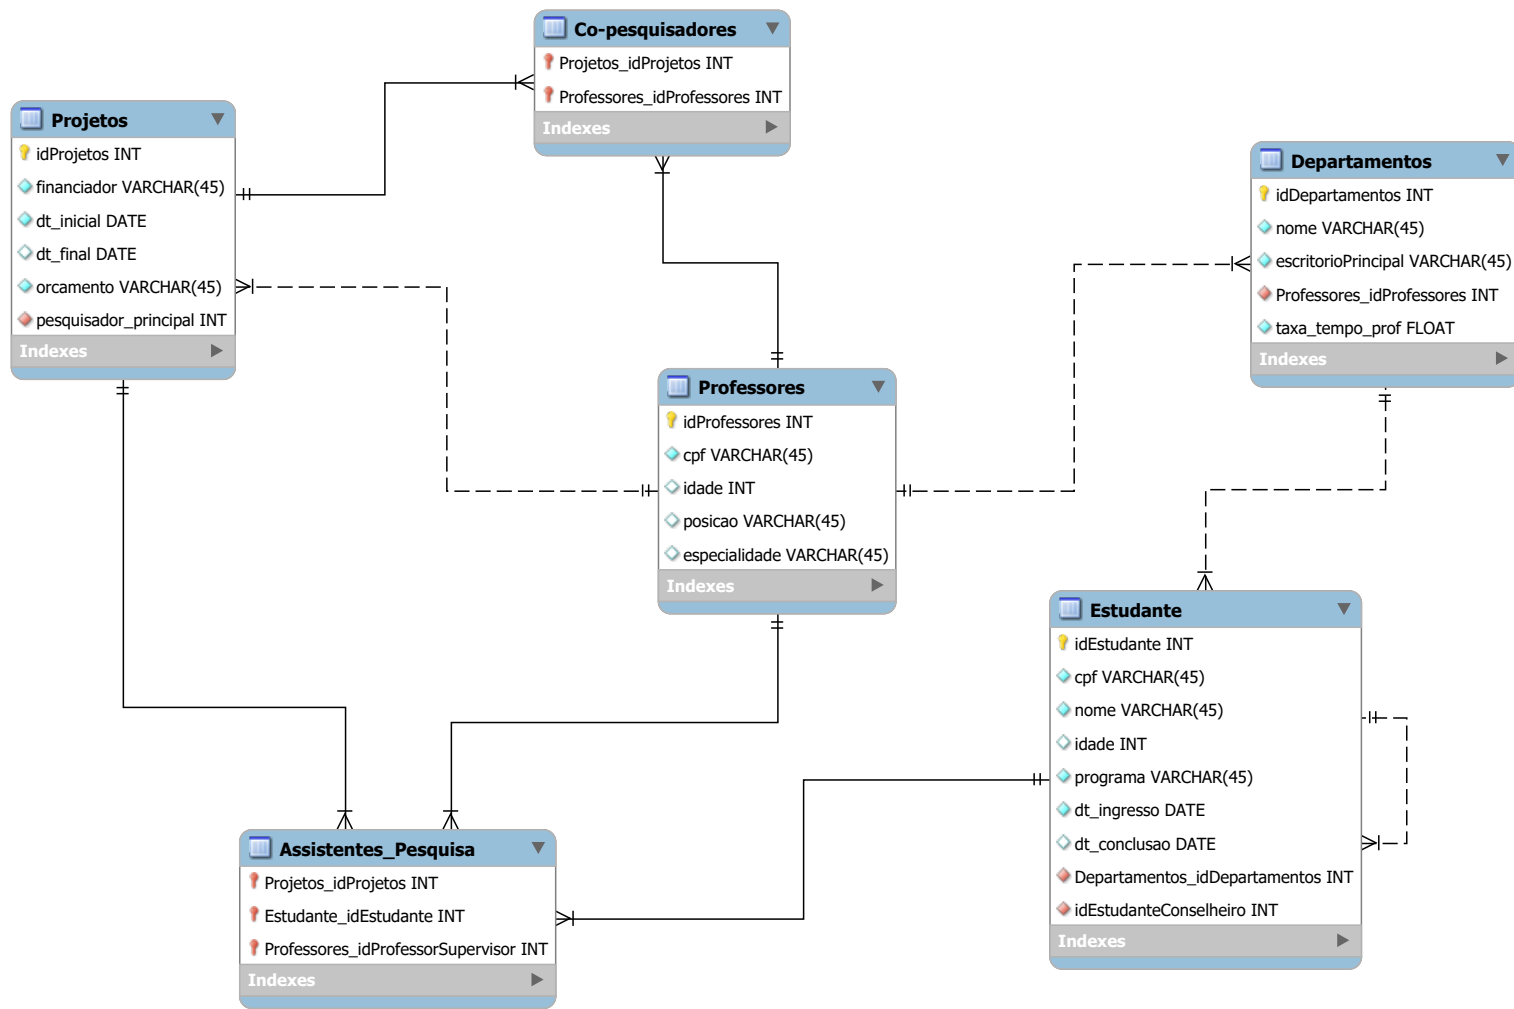 Co-pesquisadores
Projetos_idProjetos INT
Professores_idProfessores INT
Indexes
Projetos
idProjetos INT
financiador VARCHAR(45)
dt_inicial DATE
dt_final DATE
orcamento VARCHAR(45)
pesquisador_principal INT
Indexes
Departamentos
idDepartamentos INT
nome VARCHAR(45)
escritorioPrincipal VARCHAR(45)
Professores_idProfessores INT
taxa_tempo_prof FLOAT
Indexes
Professores
idProfessores INT
cpf VARCHAR(45)
idade INT
posicao VARCHAR(45)
especialidade VARCHAR(45)
Indexes
Estudante
idEstudante INT
cpf VARCHAR(45)
nome VARCHAR(45)
idade INT
programa VARCHAR(45)
dt_ingresso DATE
dt_conclusao DATE
Departamentos_idDepartamentos INT
idEstudanteConselheiro INT
Indexes
Assistentes_Pesquisa
Projetos_idProjetos INT
Estudante_idEstudante INT
Professores_idProfessorSupervisor INT
Indexes